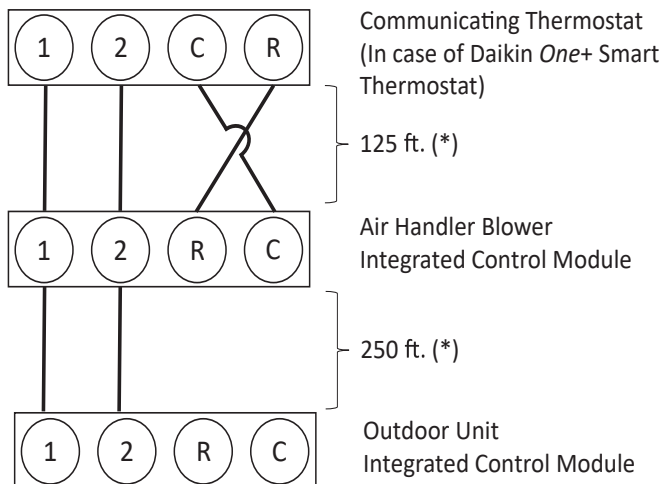 1 2 C R
Communicating Thermostat
(In case of Daikin One+ Smart
Thermostat)
125 ft. (*)
1 2 R C
Air Handler Blower
Integrated Control Module
250 ft. (*)
1 2 R C
Outdoor Unit
Integrated Control Module